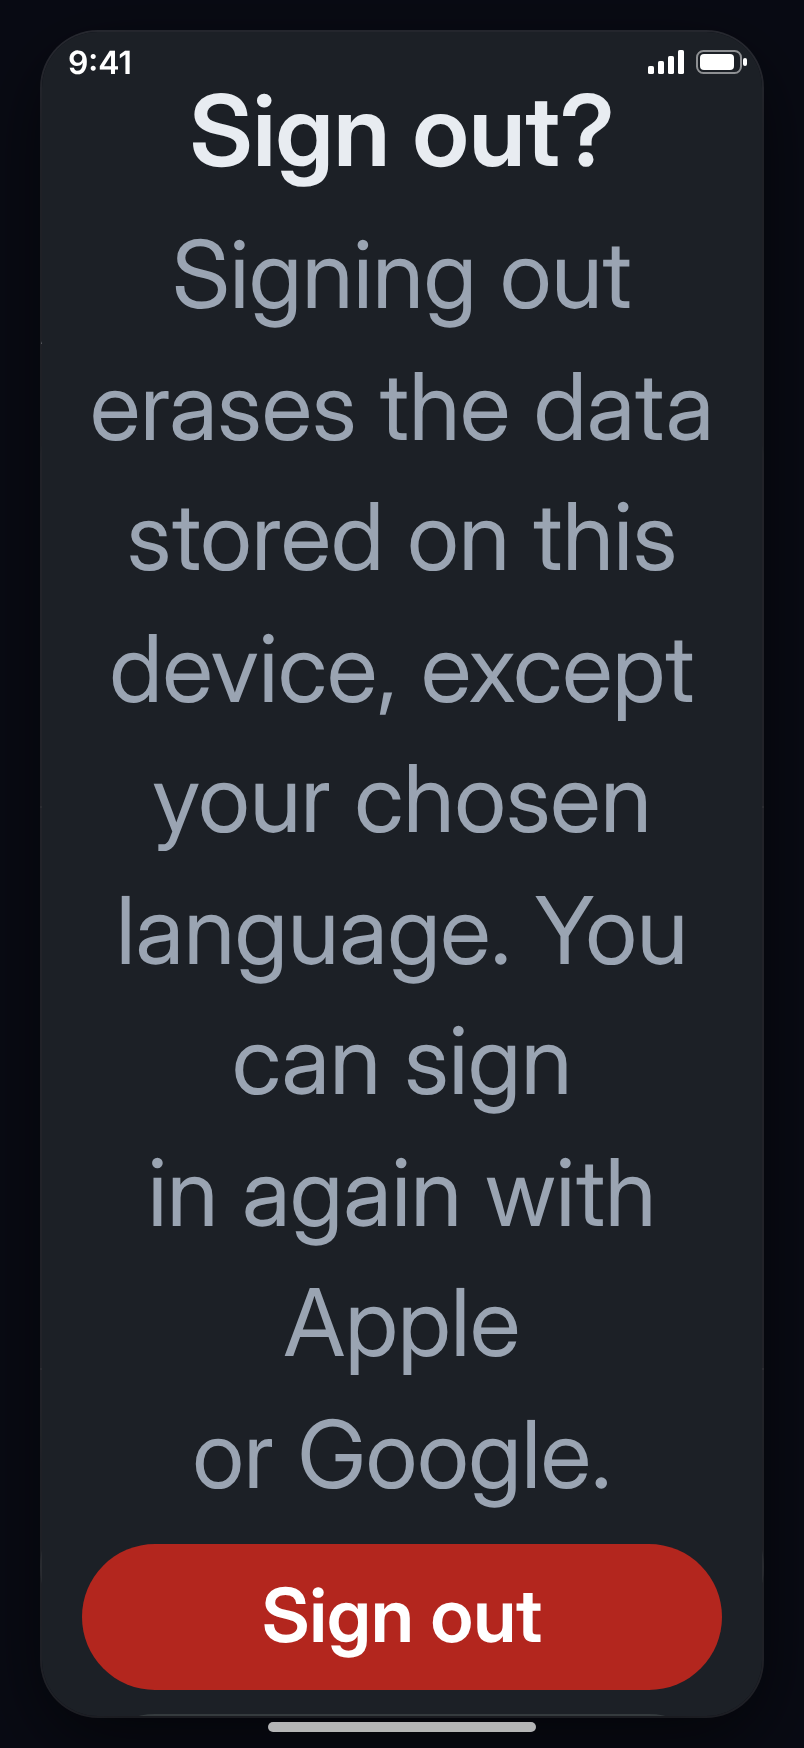 9:41
Sign out?
Signing out
erases the data
stored on this
device, except
your chosen
language. You
can sign
in again with
Apple
or Google.
Sign out